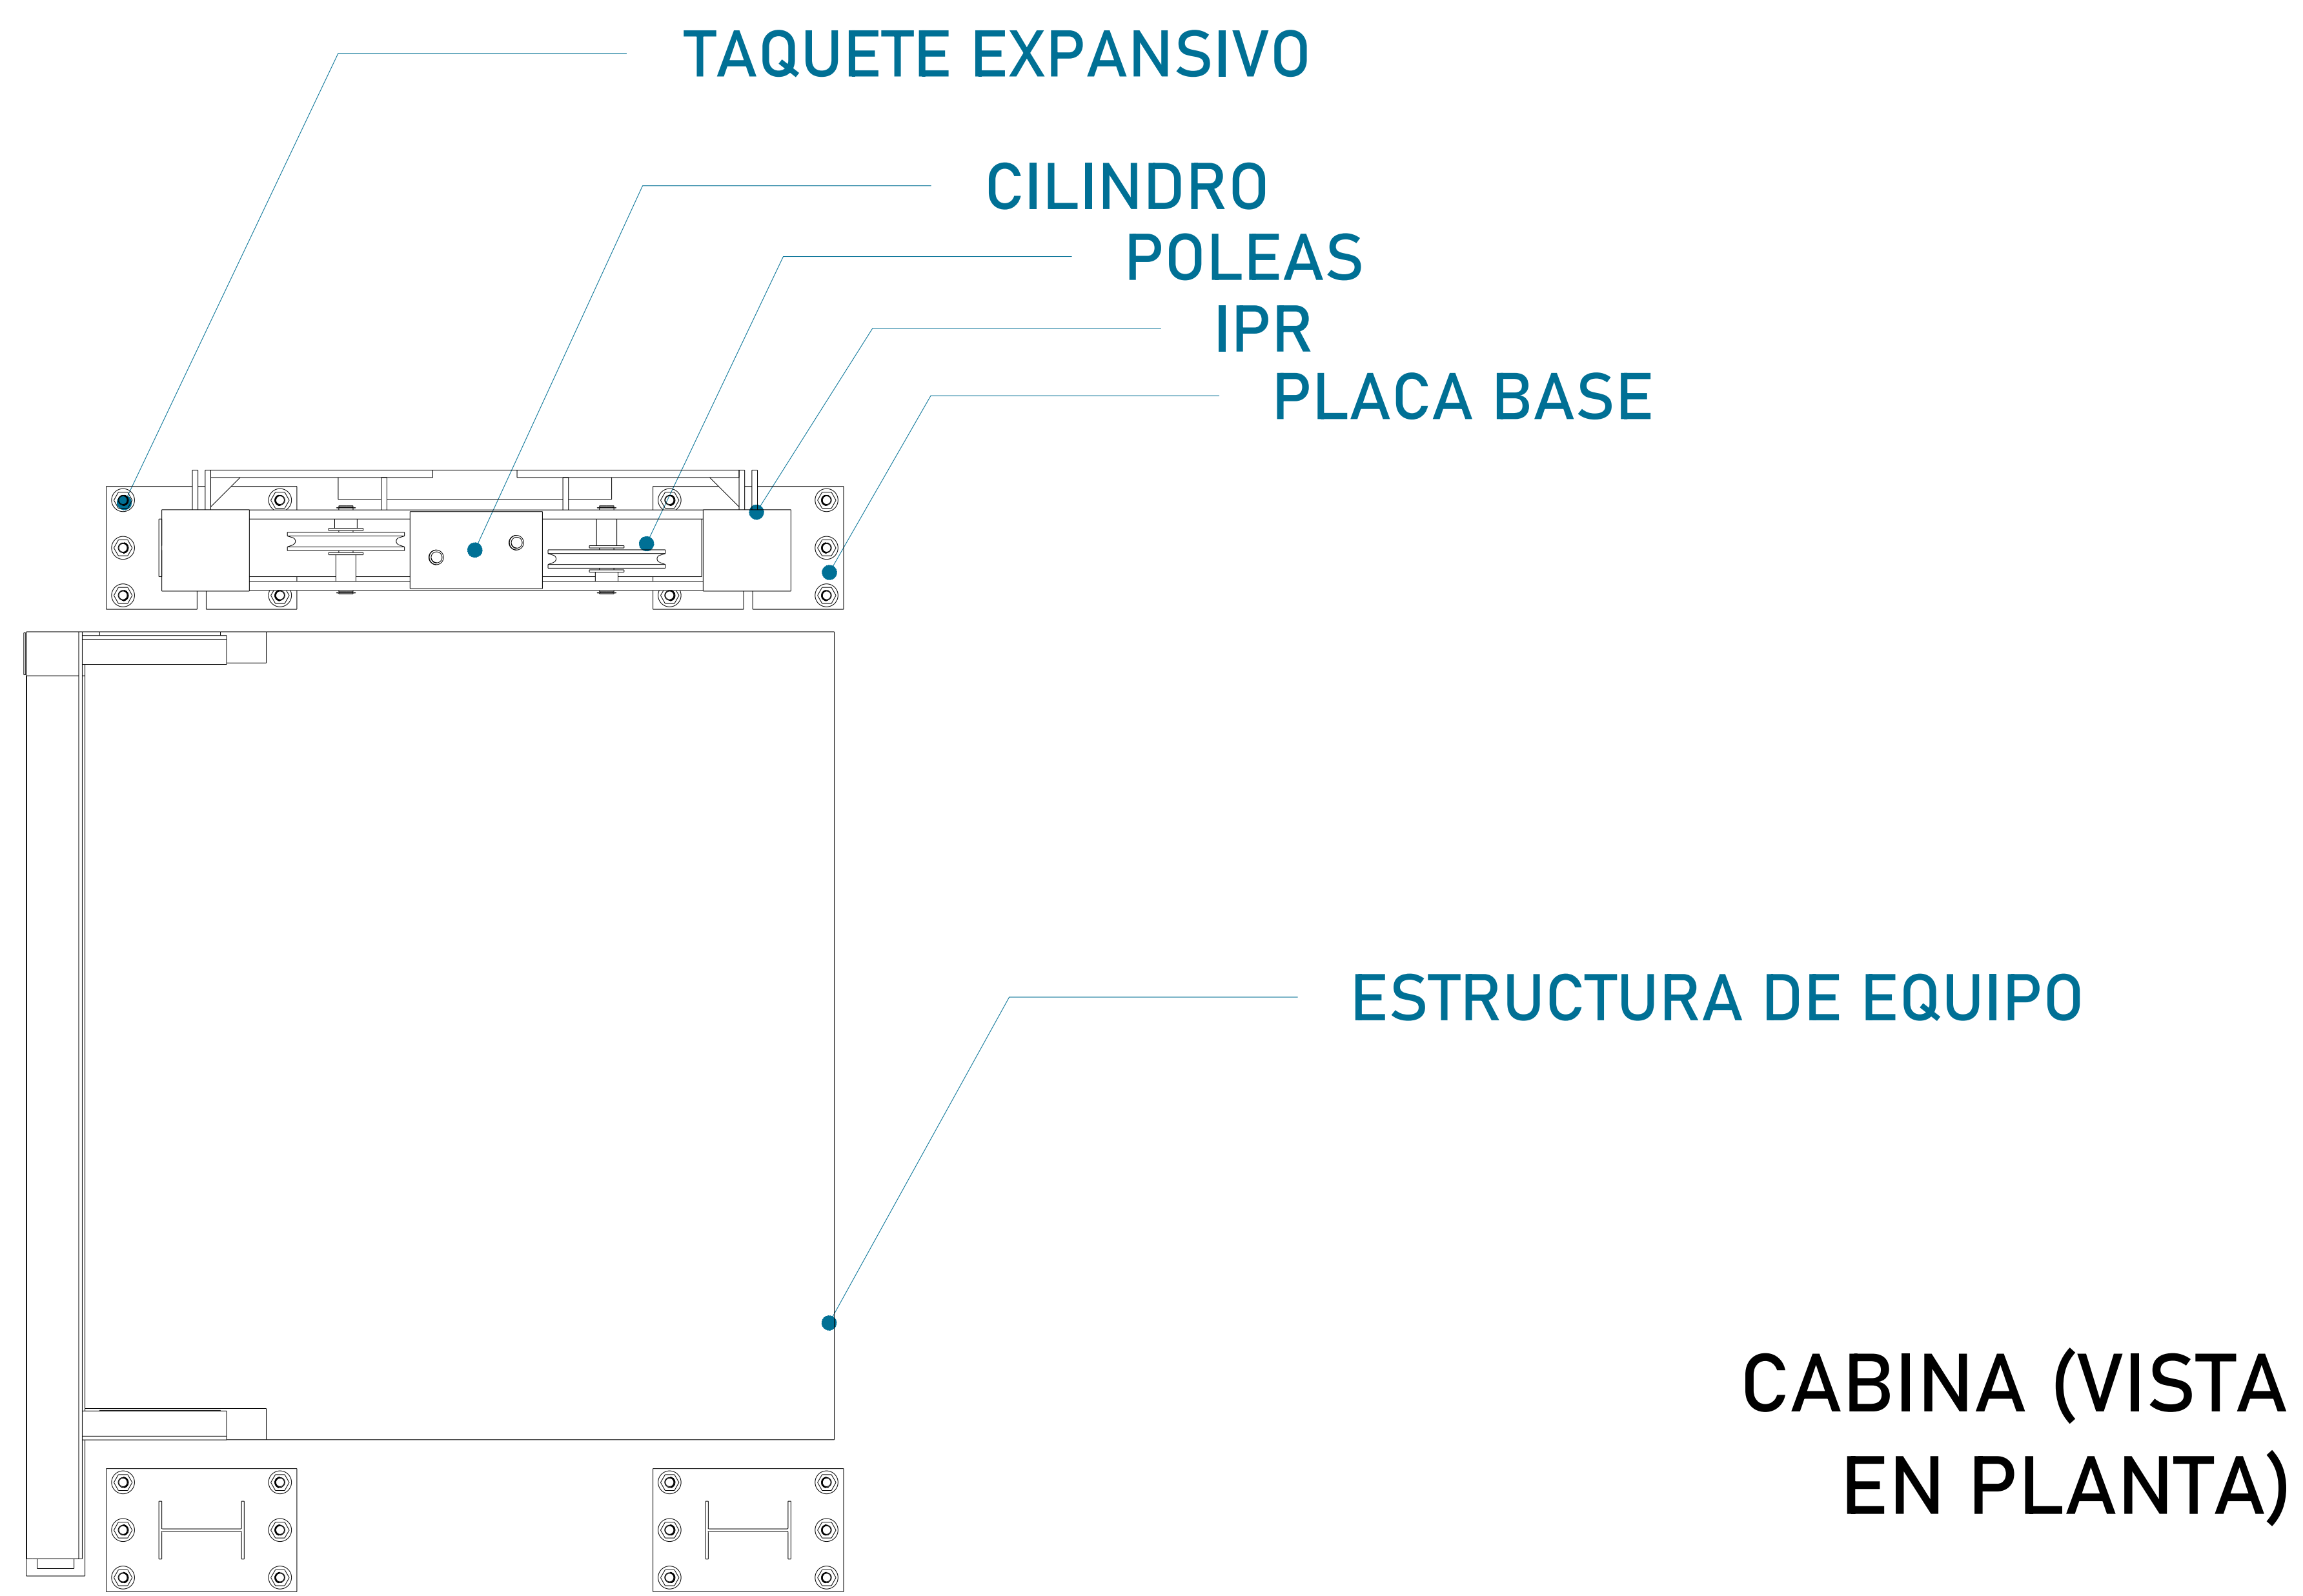 TAQUETE EXPANSIVO
CILINDRO
POLEAS
IPR
PLACA BASE
ESTRUCTURA DE EQUIPO
CABINA (VISTA
EN PLANTA)